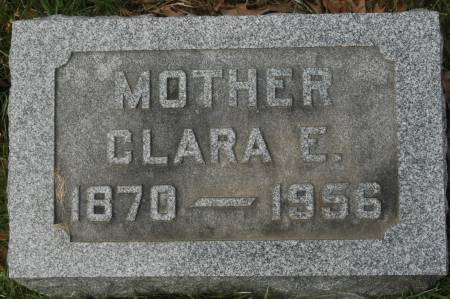 MOTHER
CLARA E.
1870 — 1956